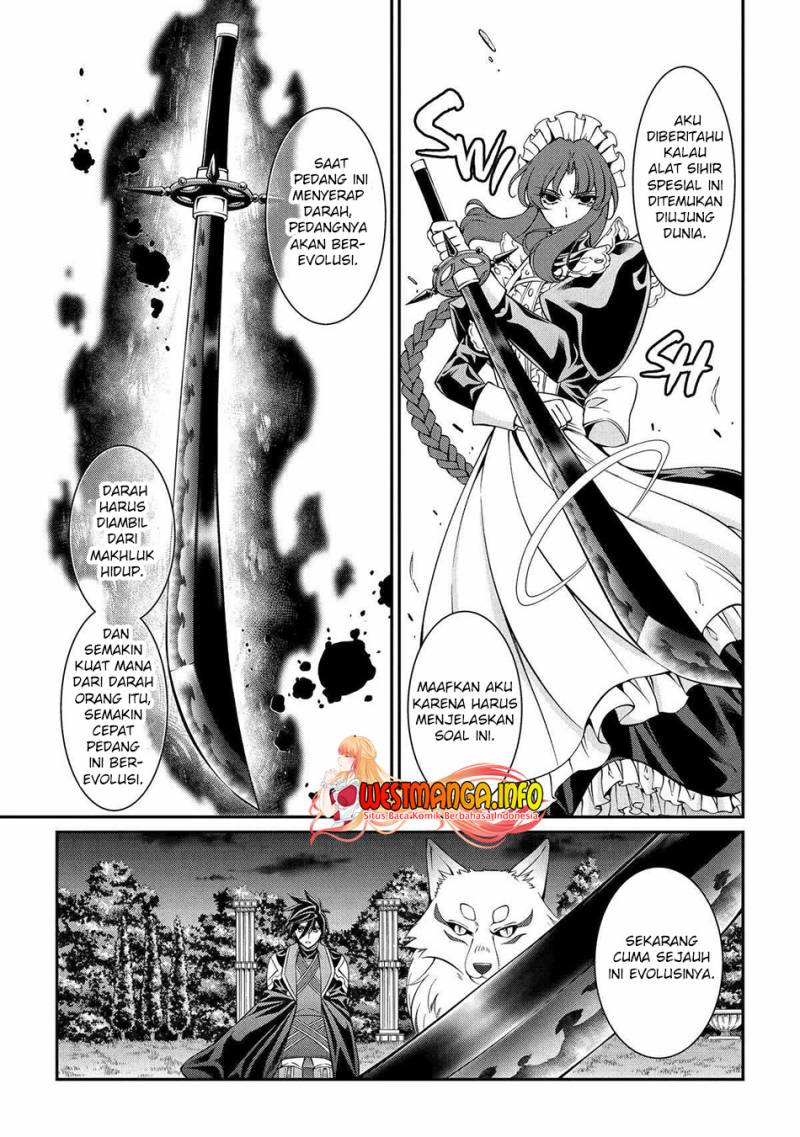 AKU
DIBERITAHU
KALAU
ALAT SIHIR
SPESIAL INI
DITEMUKAN
DIUJUNG
DUNIA.
SWI
SH
MAAFKAN AKU
KARENA HARUS
MENJELASKAN
SOAL INI.
SAAT
PEDANG INI
MENYERAP
DARAH,
PEDANGNYA
AKAN BER-
EVOLUSI.
DARAH
HARUS
DIAMBIL
DARI
MAKHLUK
HIDUP.
DAN
SEMAKIN
KUAT MANA
DARI DARAH
ORANG ITU,
SEMAKIN
CEPAT
PEDANG
INI BER-
EVOLUSI.
WESTMANGA.INFO
Situs Baca Komik Berbahasa Indonesia
SEKARANG
CUMA SEJAUH
INI EVOLUSINYA.